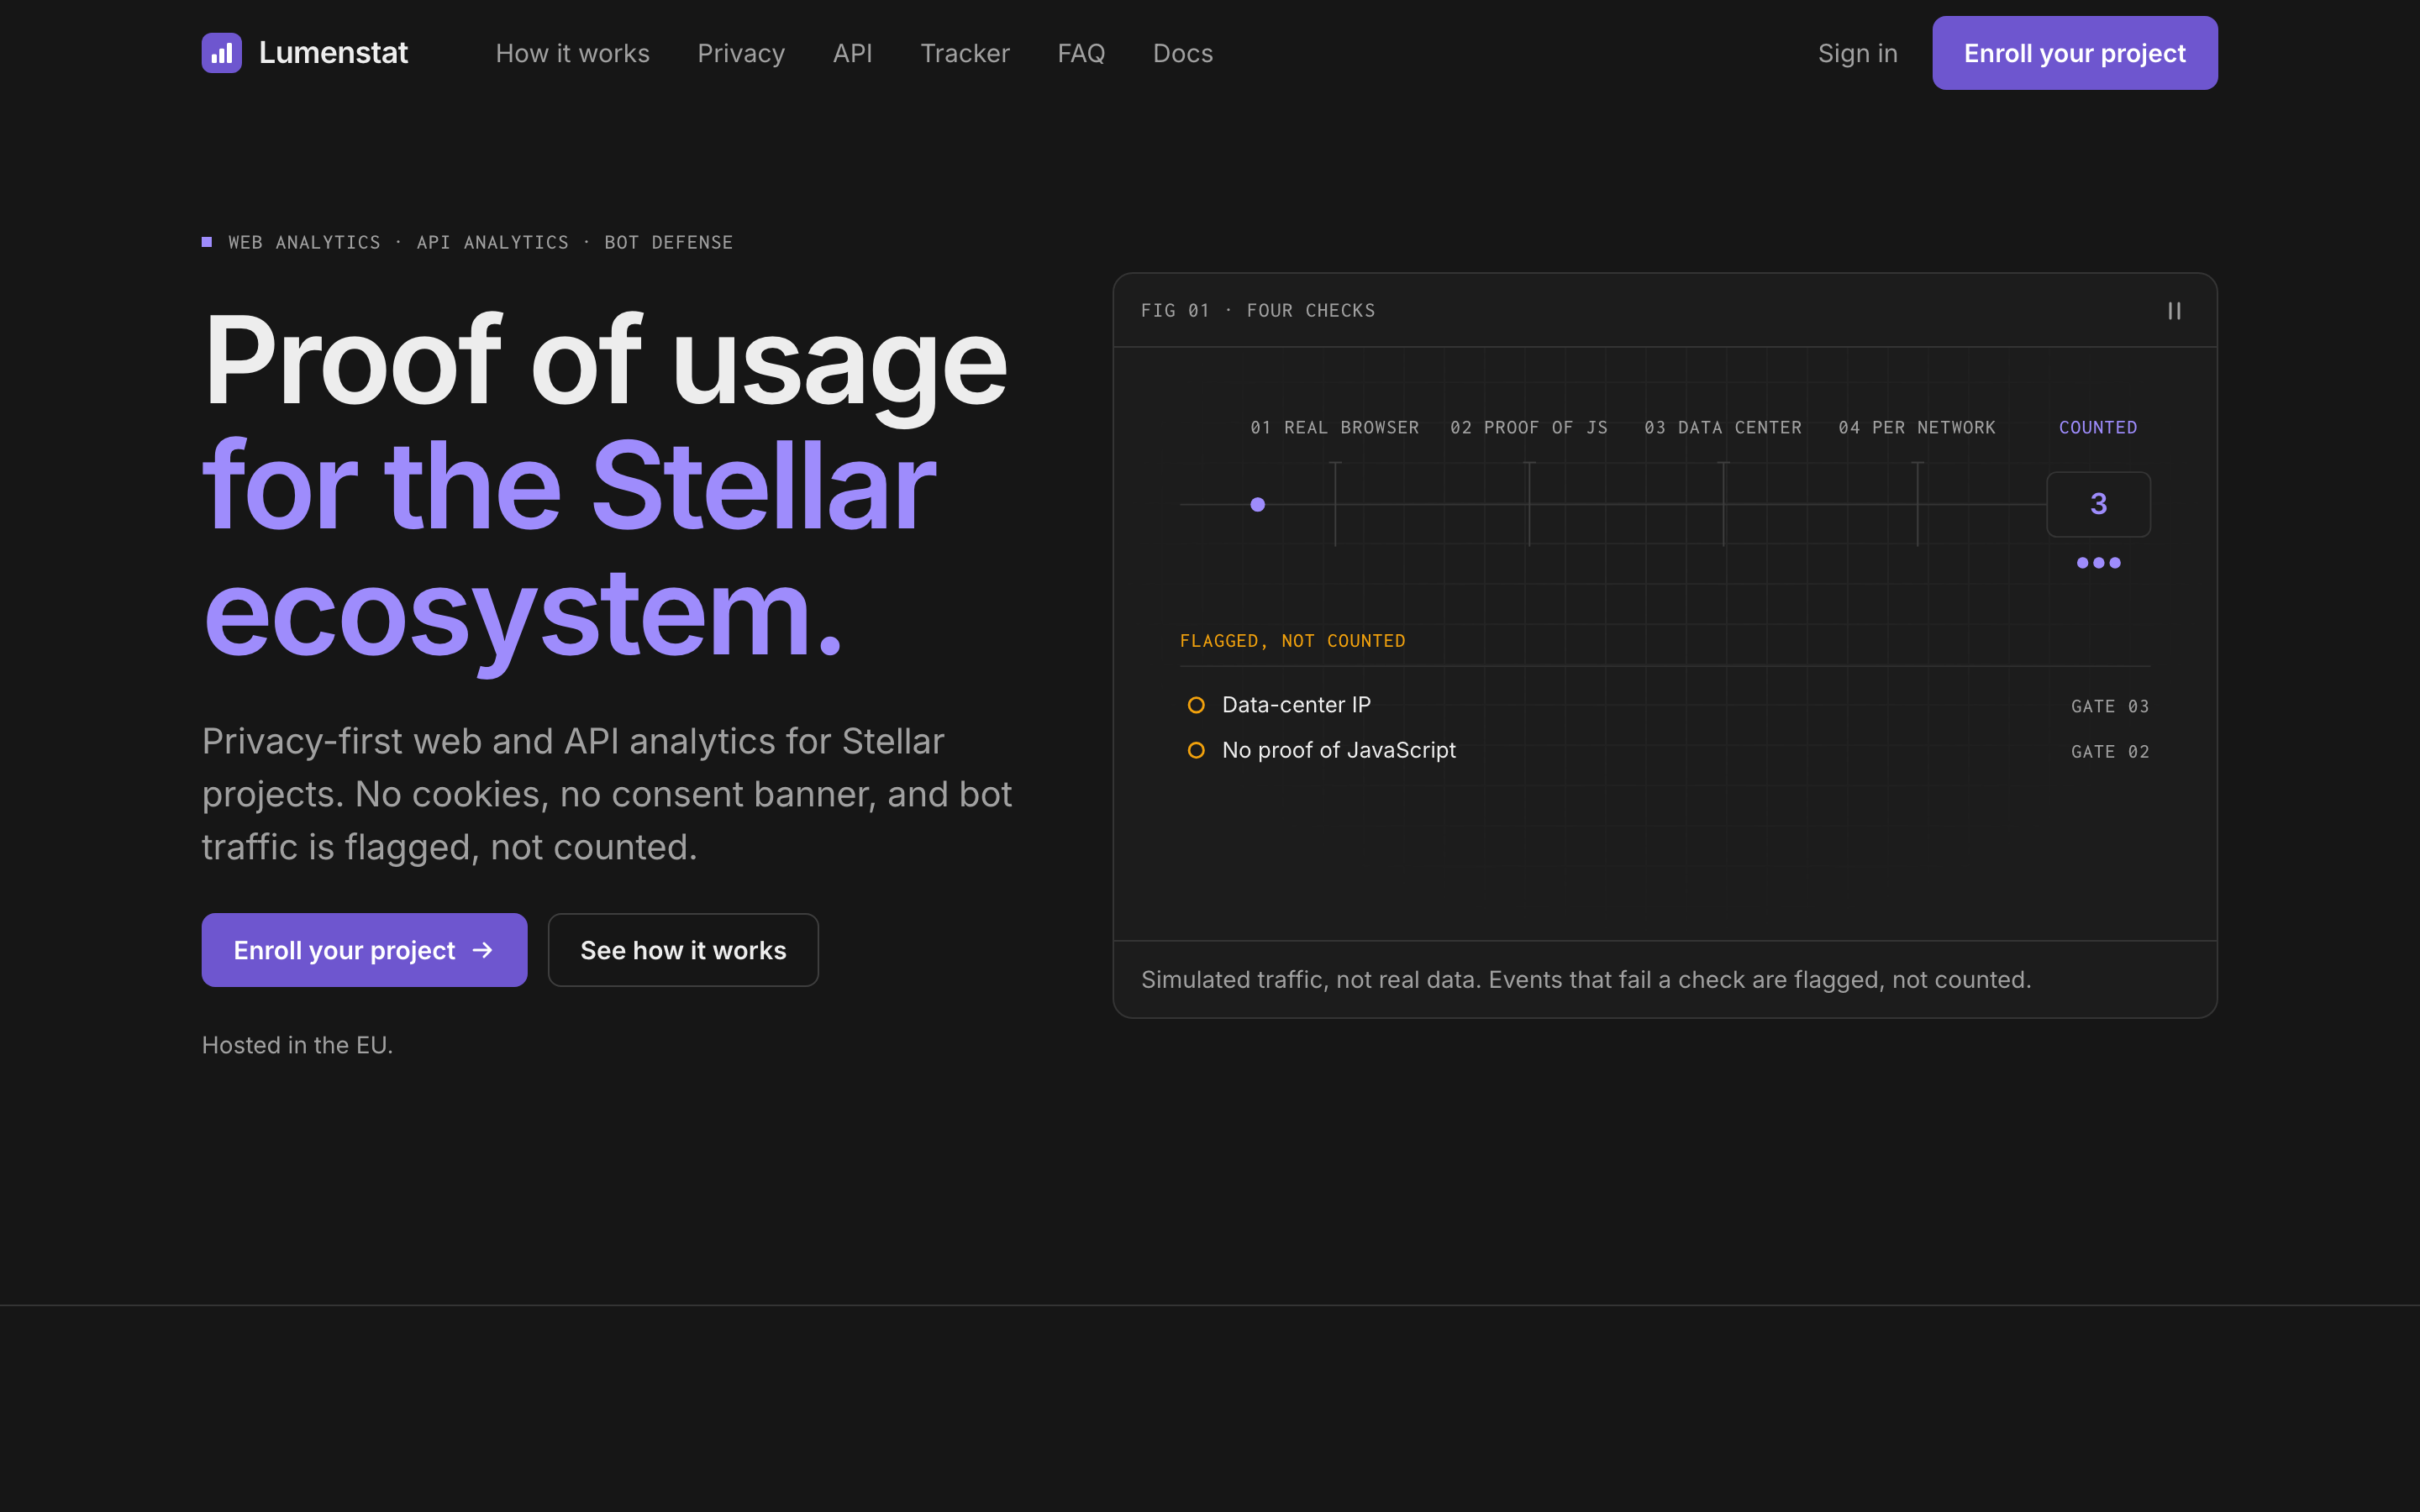 Lumenstat
How it works
Privacy
API
Tracker
FAQ
Docs
Sign in
Enroll your project
WEB ANALYTICS · API ANALYTICS · BOT DEFENSE
Proof of usage
for the Stellar
ecosystem.
Privacy-first web and API analytics for Stellar
projects. No cookies, no consent banner, and bot
traffic is flagged, not counted.
Enroll your project →
See how it works
Hosted in the EU.
FIG 01 · FOUR CHECKS
01 REAL BROWSER
02 PROOF OF JS
03 DATA CENTER
04 PER NETWORK
COUNTED
3
FLAGGED, NOT COUNTED
Data-center IP
GATE 03
No proof of JavaScript
GATE 02
Simulated traffic, not real data. Events that fail a check are flagged, not counted.